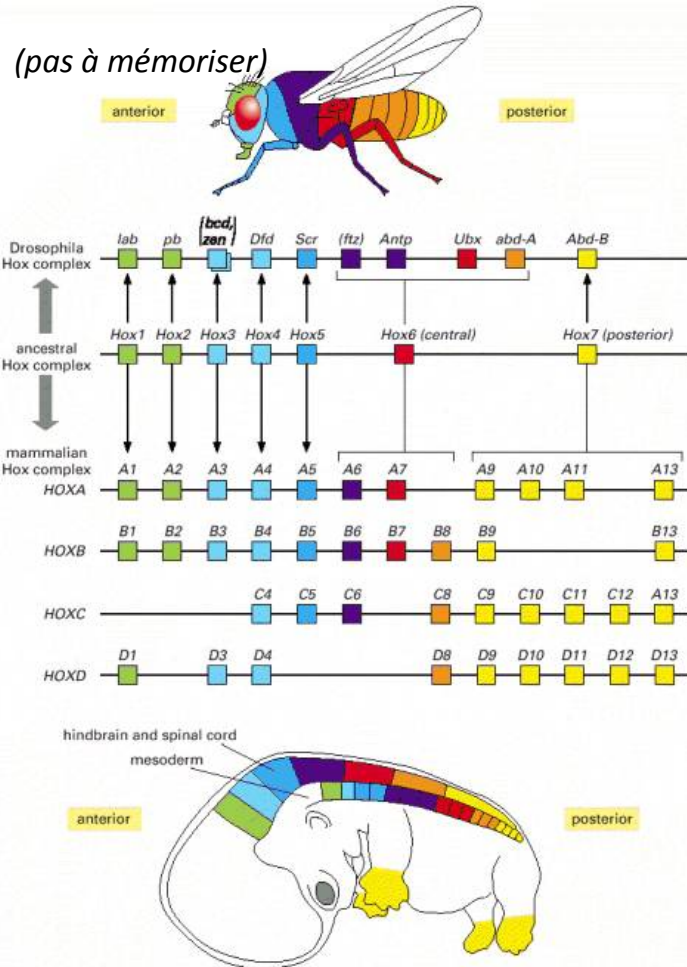 (pas à mémoriser)
anterior
posterior
lab pb {bcd, zen} Dfd Scr (ftz) Antp Ubx abd-A Abd-B
Drosophila
Hox complex
Hox1 Hox2 Hox3 Hox4 Hox5 Hox6 (central) Hox7 (posterior)
ancestral
Hox complex
mammalian
Hox complex
A1 A2 A3 A4 A5 A6 A7 A9 A10 A11 A13
HOXA
B1 B2 B3 B4 B5 B6 B7 B8 B9 B13
HOXB
C4 C5 C6 C8 C9 C10 C11 C12 A13
HOXC
D1 D3 D4 D8 D9 D10 D11 D12 D13
HOXD
hindbrain and spinal cord
mesoderm
anterior
posterior